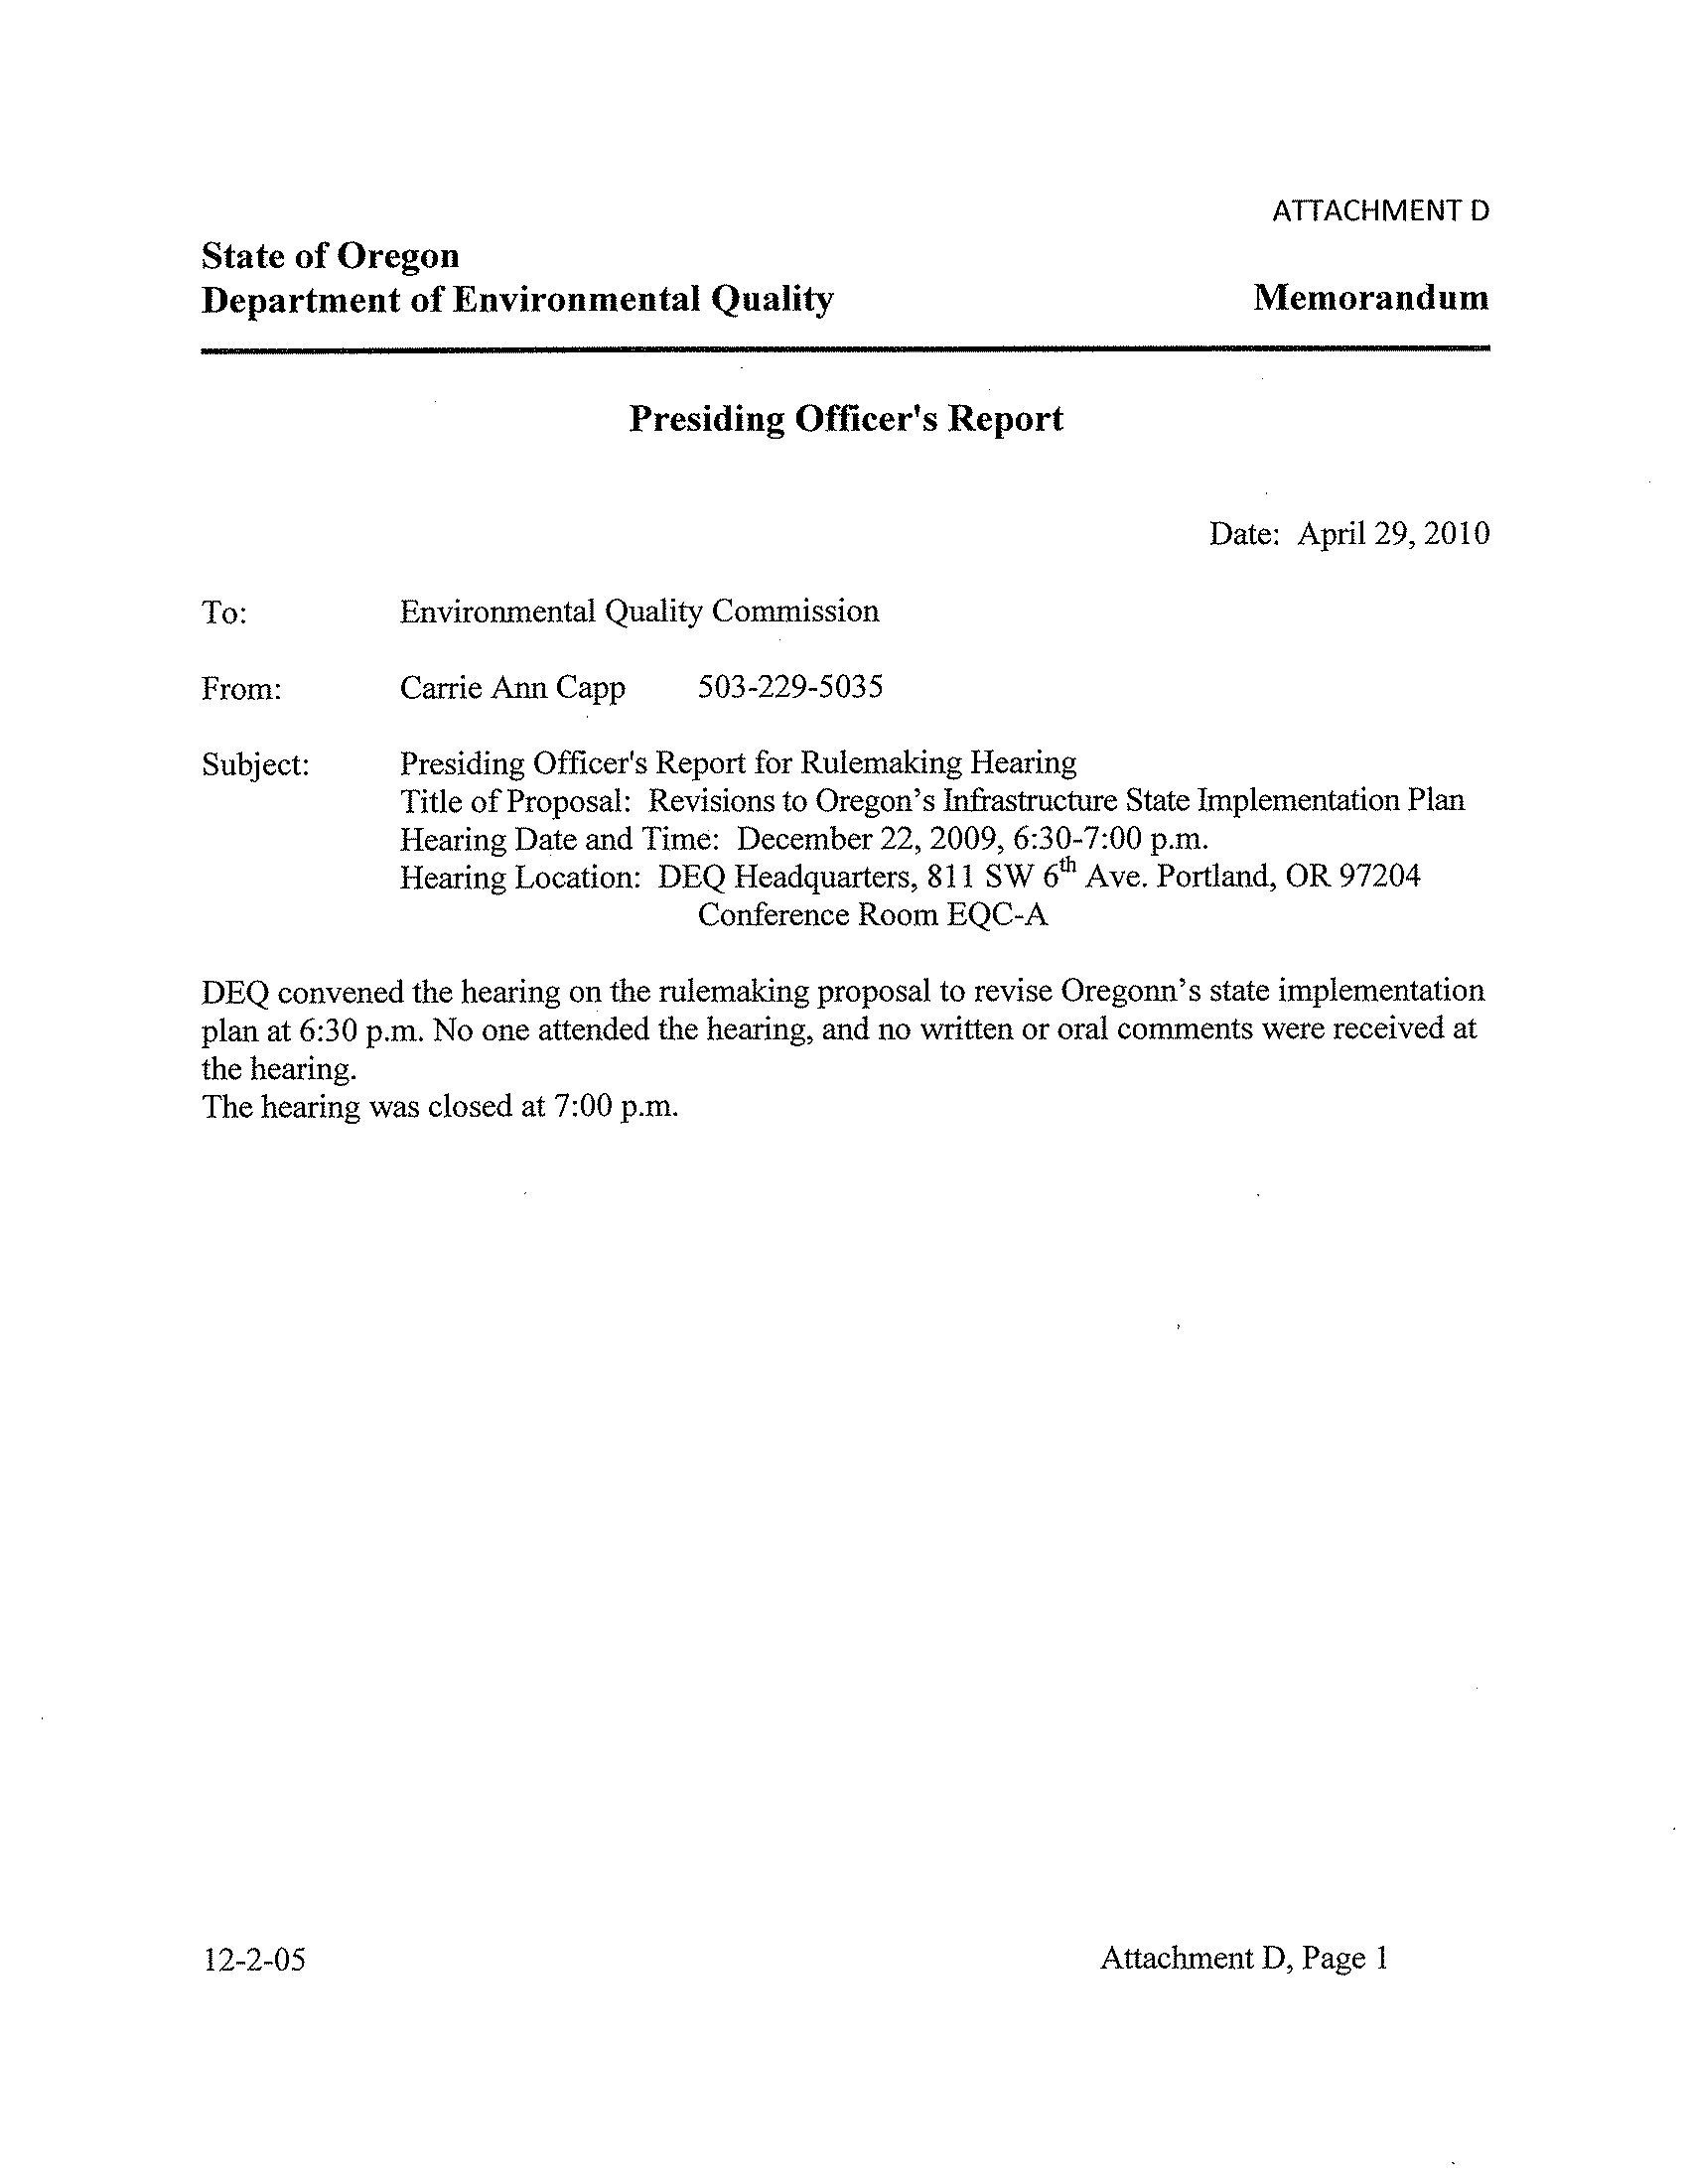 ATTACHMENT D
State of Oregon
Department of Environmental Quality Memorandum
Presiding Officer's Report
Date: April 29, 2010
To: Environmental Quality Commission
From: Carrie Ann Capp 503-229-5035
Subject: Presiding Officer's Report for Rulemaking Hearing
Title of Proposal: Revisions to Oregon’s Infrastructure State Implementation Plan
Hearing Date and Time: December 22, 2009, 6:30-7:00 p.m.
Hearing Location: DEQ Headquarters, 811 SW 6th Ave. Portland, OR 97204
Conference Room EQC-A
DEQ convened the hearing on the rulemaking proposal to revise Oregonn’s state implementation
plan at 6:30 p.m. No one attended the hearing, and no written or oral comments were received at
the hearing.
The hearing was closed at 7:00 p.m.
12-2-05 Attachment D, Page 1